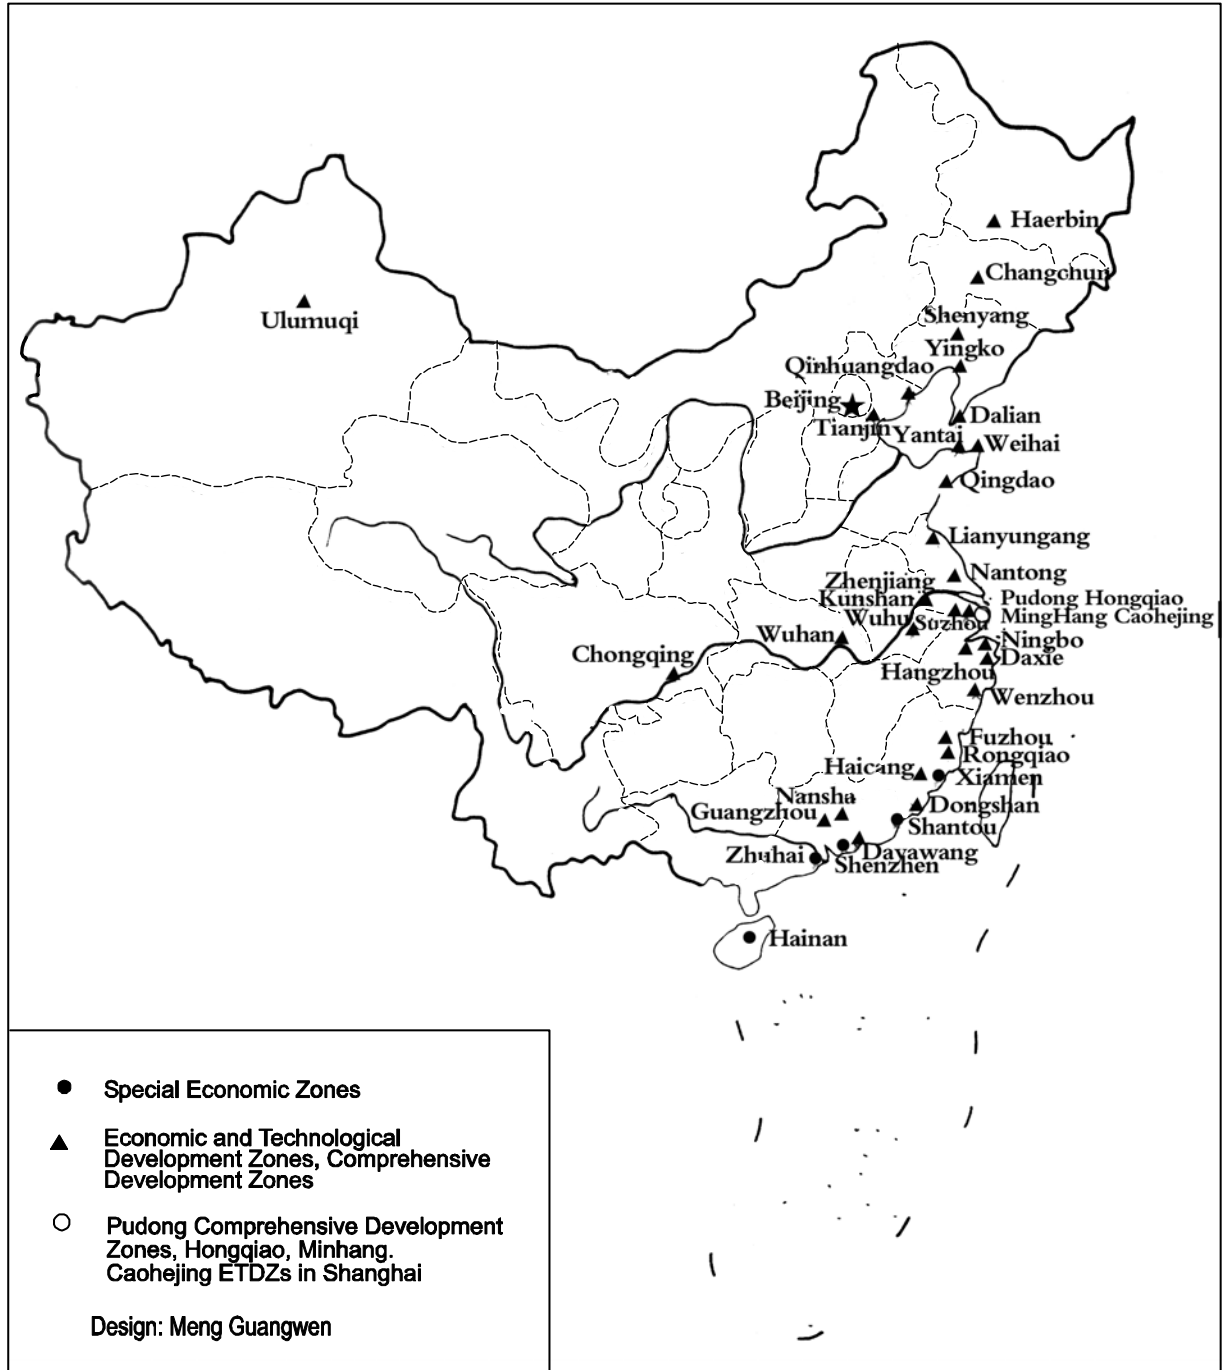 Haerbin
Changchun
Ulumuqi
Shenyang
Yingko
Qinhuangdao
Beijing
Tianjin
Dalian
Yantai
Weihai
Qingdao
Lianyungang
Nantong
Zhenjiang
Kunshan
Pudong Hongqiao
Wuhu
Suzhou
MingHang Caohejing
Wuhan
Ningbo
Chongqing
Daxie
Hangzhou
Wenzhou
Fuzhou
Rongqiao
Haicang
Xiamen
Nansha
Dongshan
Guangzhou
Shantou
Zhuhai
Dayawang
Shenzhen
Hainan
Special Economic Zones
Economic and Technological
Development Zones, Comprehensive
Development Zones
Pudong Comprehensive Development
Zones, Hongqiao, Minhang.
Caohejing ETDZs in Shanghai
Design: Meng Guangwen